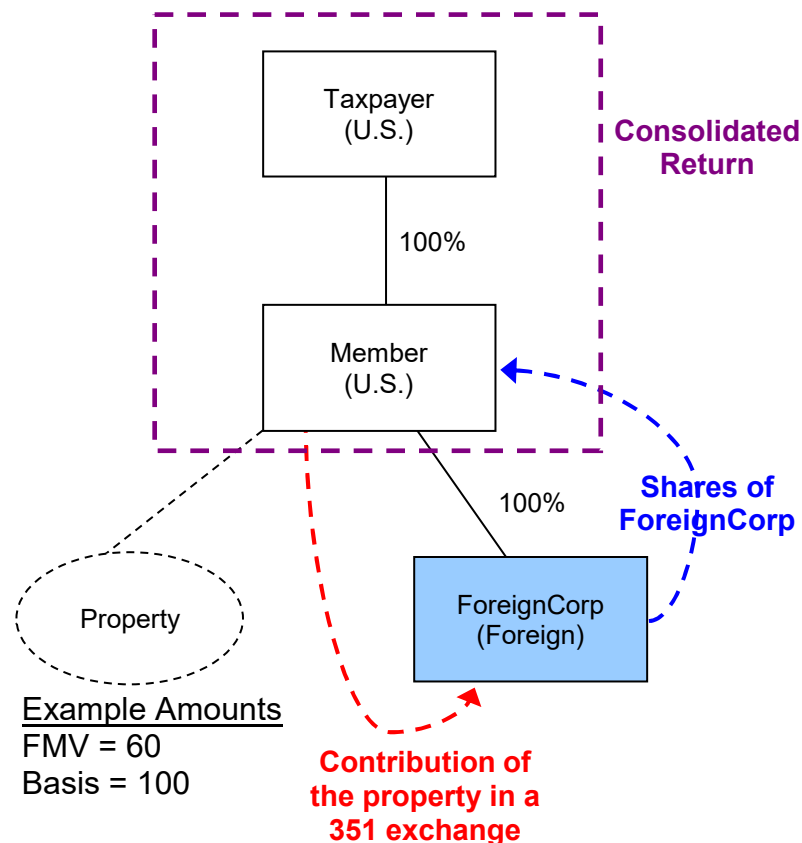 Taxpayer
(U.S.)
Consolidated
Return
100%
Member
(U.S.)
Shares of
ForeignCorp
100%
ForeignCorp
(Foreign)
Property
Example Amounts
FMV = 60
Basis = 100
Contribution of
the property in a
351 exchange